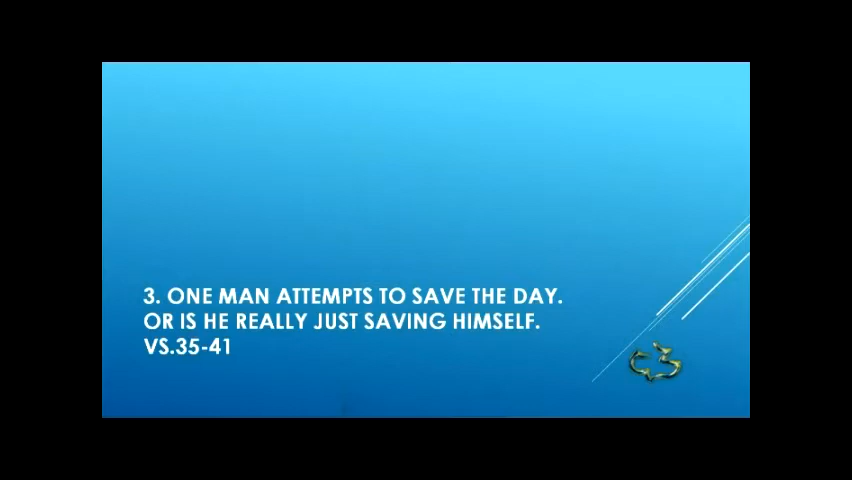 3. ONE MAN ATTEMPTS TO SAVE THE DAY.
OR IS HE REALLY JUST SAVING HIMSELF.
VS.35-41